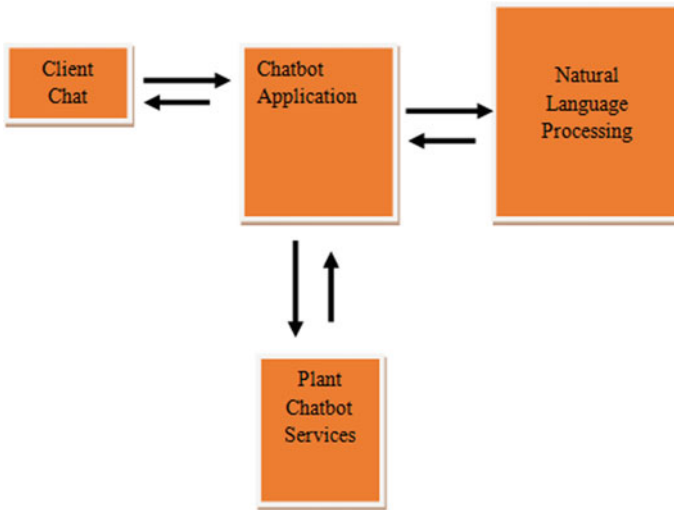 Client
Chat
Chatbot
Application
Natural
Language
Processing
Plant
Chatbot
Services